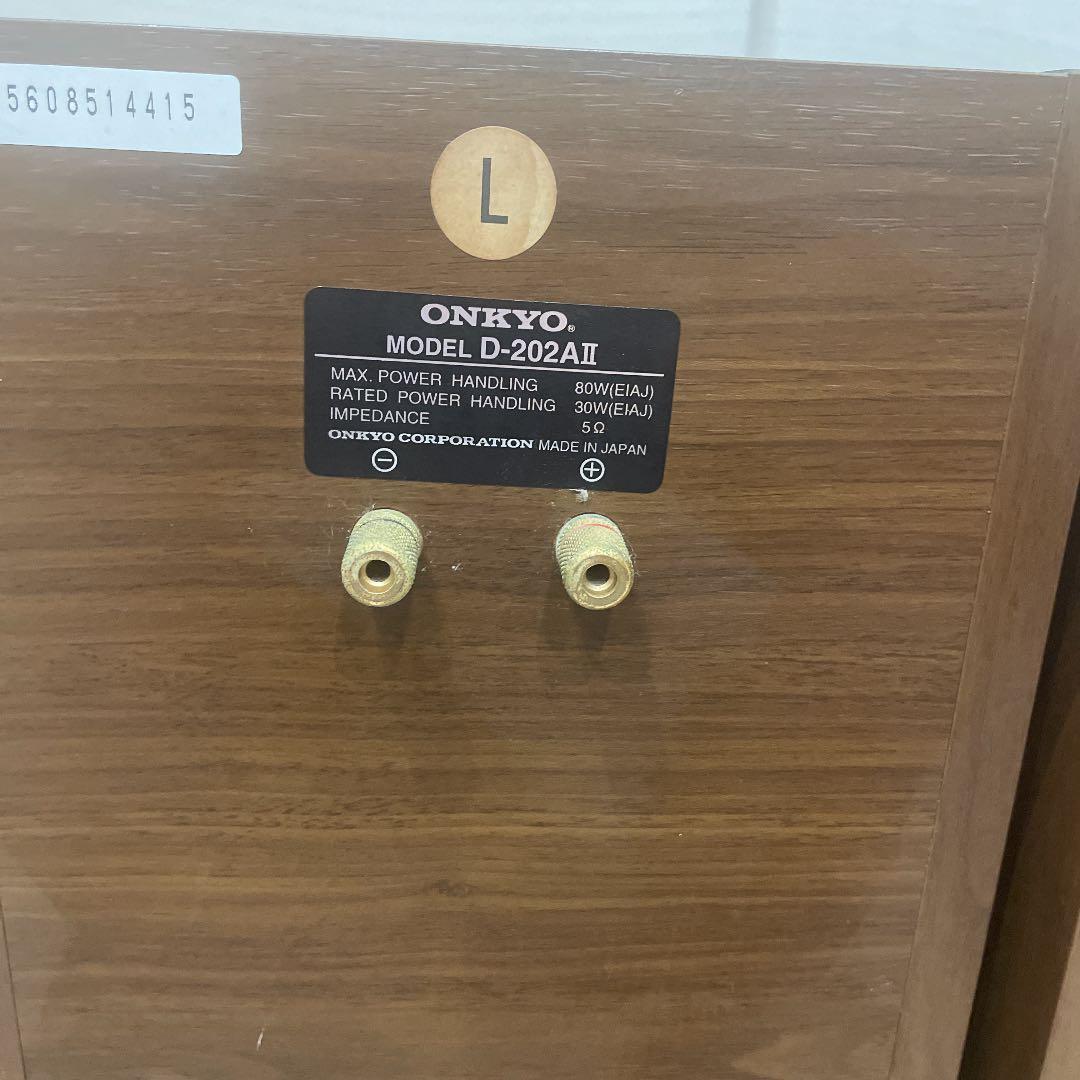 5608514415
L
ONKYO®
MODEL D-202AII
MAX. POWER HANDLING 80W(EIAJ)
RATED POWER HANDLING 30W(EIAJ)
IMPEDANCE 5Ω
ONKYO CORPORATION MADE IN JAPAN
⊖ ⊕